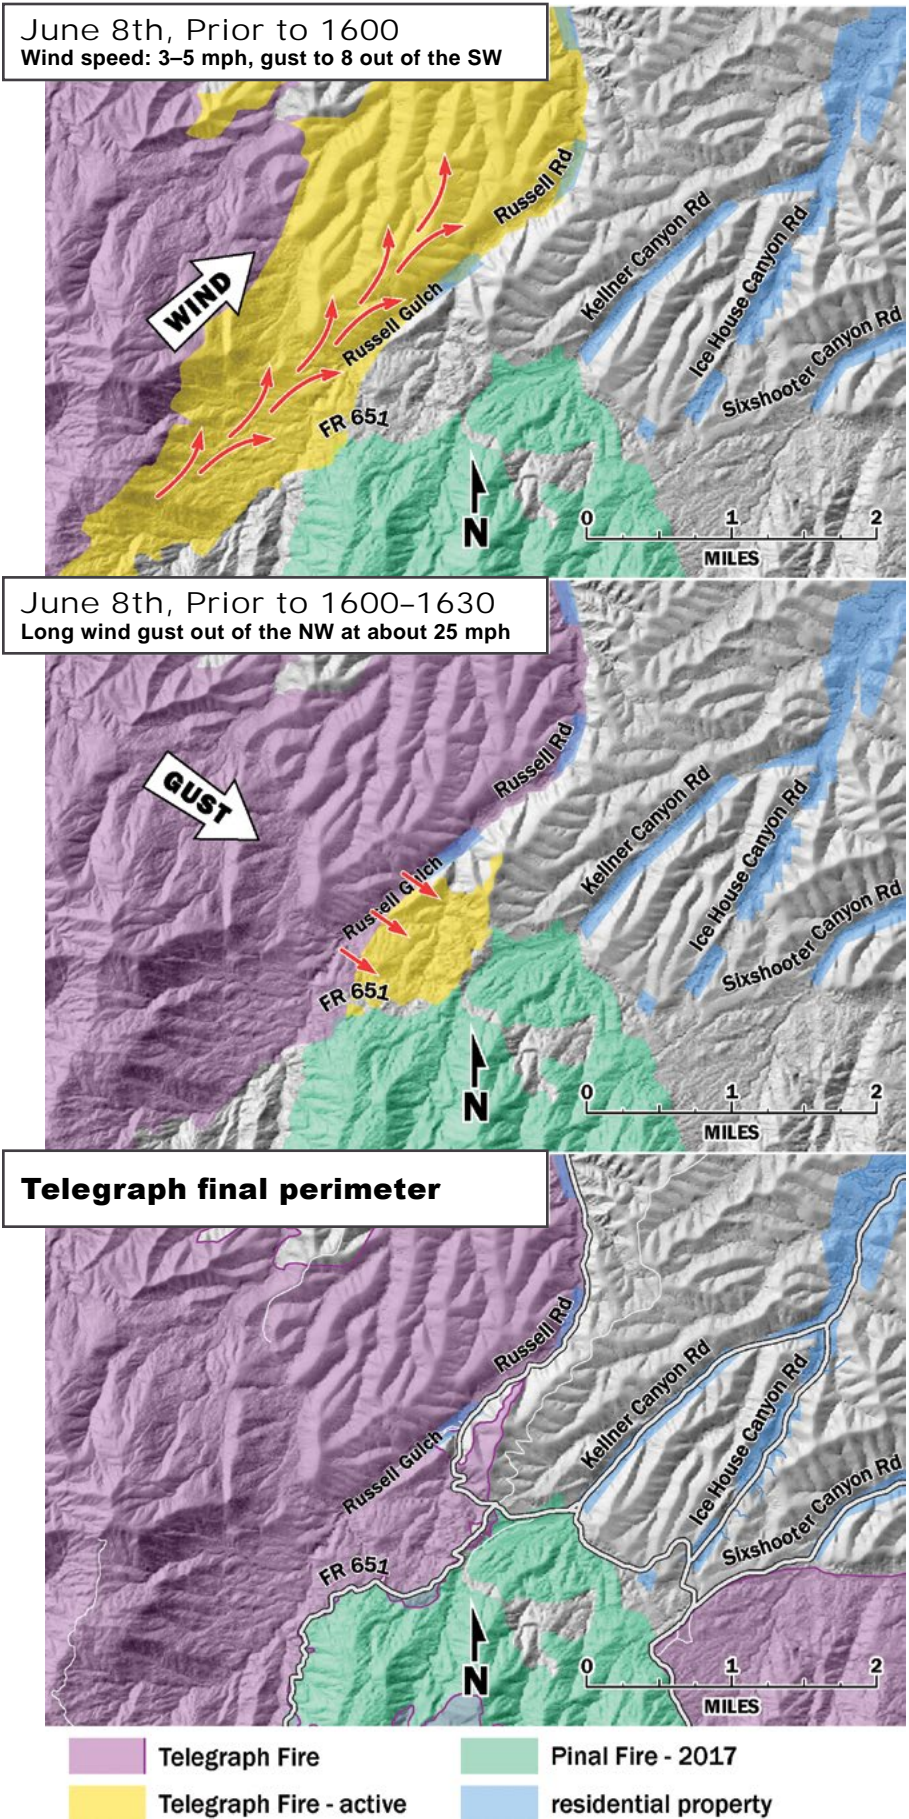 June 8th, Prior to 1600
Wind speed: 3–5 mph, gust to 8 out of the SW
Russell Rd
Kellner Canyon Rd
WIND
Ice House Canyon Rd
Russell Gulch
Sixshooter Canyon Rd
FR 651
N
0 1 2
MILES
June 8th, Prior to 1600–1630
Long wind gust out of the NW at about 25 mph
Russell Rd
Kellner Canyon Rd
GUST
Ice House Canyon Rd
Russell Gulch
Sixshooter Canyon Rd
FR 651
N
0 1 2
MILES
Telegraph final perimeter
Russell Rd
Kellner Canyon Rd
Ice House Canyon Rd
Russell Gulch
Sixshooter Canyon Rd
FR 651
N
0 1 2
MILES
Telegraph Fire
Pinal Fire - 2017
Telegraph Fire - active
residential property